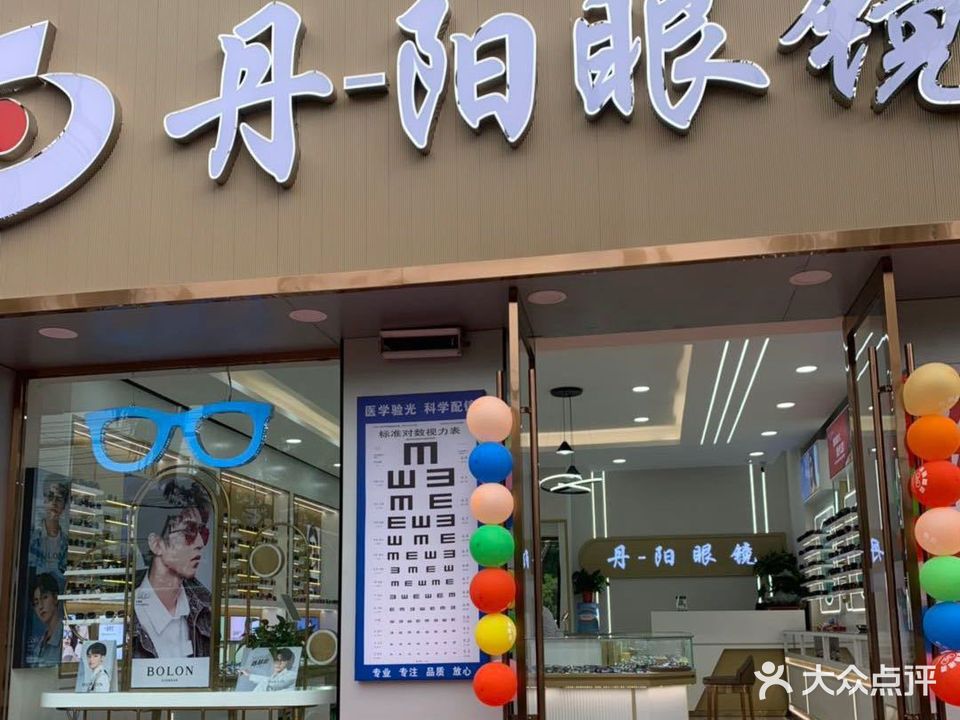 丹-阳眼镜
医学验光 科学配镜
标准对数视力表
丹-阳眼镜
BOLON
专业 专注 品质 放心
大众点评